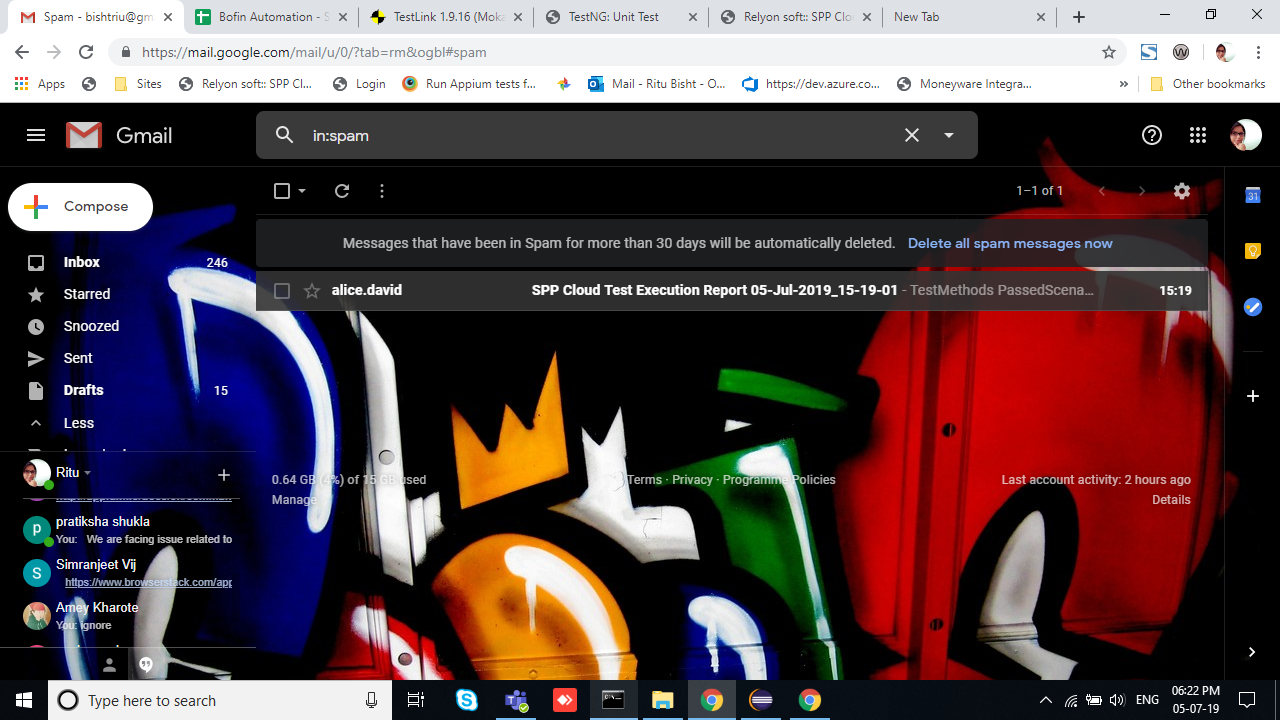 Spam - bishtriu@gm
Bofin Automation - S
TestLink 1.9.16 (Moka
TestNG: Unit Test
Relyon soft:: SPP Clo
New Tab
https://mail.google.com/mail/u/0/?tab=rm&ogbl#spam
Apps
Sites
Relyon soft:: SPP Cl...
Login
Run Appium tests f...
Mail - Ritu Bisht - O...
https://dev.azure.co...
Moneyware Integra...
»
Other bookmarks
Gmail
in:spam
Compose
1–1 of 1
31
Messages that have been in Spam for more than 30 days will be automatically deleted. Delete all spam messages now
Inbox 246
alice.david SPP Cloud Test Execution Report 05-Jul-2019_15-19-01 - TestMethods PassedScena... 15:19
Starred
Snoozed
Sent
Drafts 15
Less
Ritu
0.64 GB (4%) of 15 GB used
Manage
Terms · Privacy · Programme Policies
Last account activity: 2 hours ago
Details
p
pratiksha shukla
You: We are facing issue related to
S
Simranjeet Vij
https://www.browserstack.com/app
Amey Kharote
You: ignore
Type here to search
ENG
06:22 PM
05-07-19